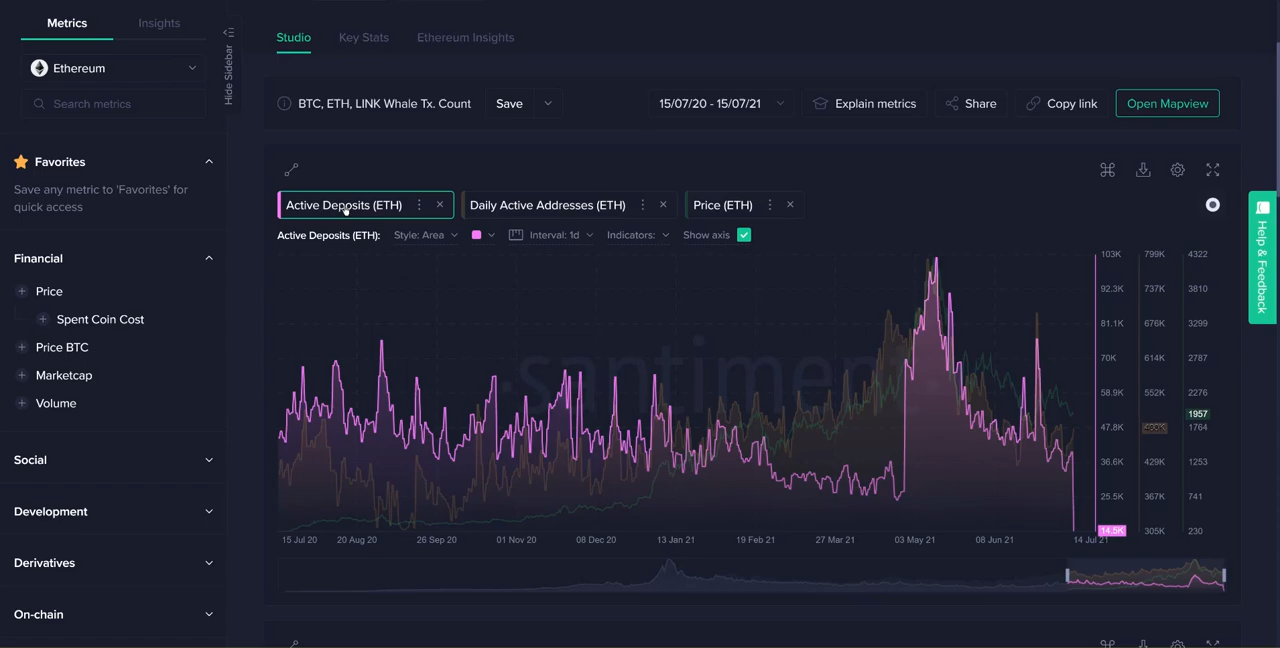 Metrics
Insights
Hide Sidebar
Ethereum
Search metrics
Favorites
Save any metric to 'Favorites' for
quick access
Financial
Price
Spent Coin Cost
Price BTC
Marketcap
Volume
Social
Development
Derivatives
On-chain
Studio
Key Stats
Ethereum Insights
BTC, ETH, LINK Whale Tx. Count
Save
15/07/20 - 15/07/21
Explain metrics
Share
Copy link
Open Mapview
Active Deposits (ETH)
Daily Active Addresses (ETH)
Price (ETH)
Active Deposits (ETH):
Style: Area
Interval: 1d
Indicators:
Show axis
santiment
103K 799K 4322
92.3K 737K 3810
81.1K 676K 3299
70K 614K 2787
58.9K 552K 2276
1957
47.8K 1764
36.6K 429K 1253
25.5K 367K 741
14.5K 305K 230
15 Jul 20 20 Aug 20 26 Sep 20 01 Nov 20 08 Dec 20 13 Jan 21 19 Feb 21 27 Mar 21 03 May 21 08 Jun 21 14 Jul 21
Help & Feedback